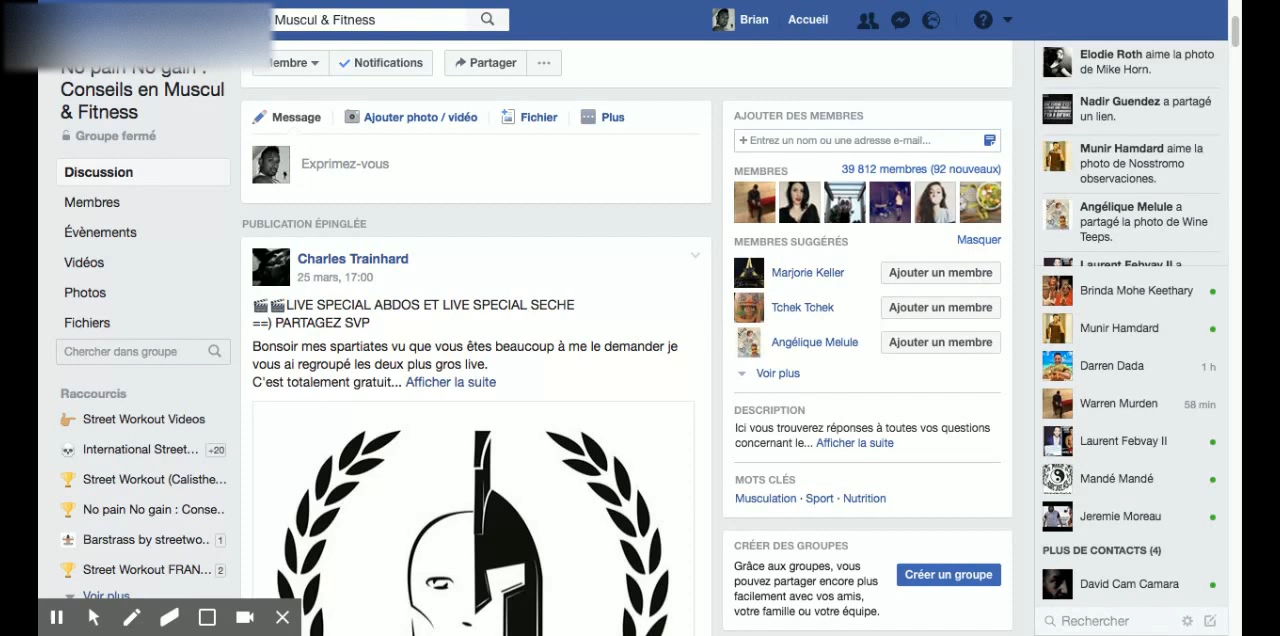 Muscul & Fitness
Brian
Accueil
No pain No gain :
Conseils en Muscul
& Fitness
Groupe fermé
Discussion
Membres
Évènements
Vidéos
Photos
Fichiers
Chercher dans groupe
Raccourcis
Street Workout Videos
International Street... +20
Street Workout (Calisthe...
No pain No gain : Conse..
Barstrass by streetwo.. 1
Street Workout FRAN... 2
Voir plus
Membre
Notifications
Partager
Message
Ajouter photo / vidéo
Fichier
Plus
Exprimez-vous
PUBLICATION ÉPINGLÉE
Charles Trainhard
25 mars, 17:00
🎬🎬LIVE SPECIAL ABDOS ET LIVE SPECIAL SECHE
==) PARTAGEZ SVP
Bonsoir mes spartiates vu que vous êtes beaucoup à me le demander je
vous ai regroupé les deux plus gros live.
C'est totalement gratuit... Afficher la suite
AJOUTER DES MEMBRES
+ Entrez un nom ou une adresse e-mail...
MEMBRES
39 812 membres (92 nouveaux)
MEMBRES SUGGÉRÉS
Masquer
Marjorie Keller
Ajouter un membre
Tchek Tchek
Ajouter un membre
Angélique Melule
Ajouter un membre
Voir plus
DESCRIPTION
Ici vous trouverez réponses à toutes vos questions
concernant le... Afficher la suite
MOTS CLÉS
Musculation · Sport · Nutrition
CRÉER DES GROUPES
Grâce aux groupes, vous
pouvez partager encore plus
facilement avec vos amis,
votre famille ou votre équipe.
Créer un groupe
Elodie Roth aime la photo
de Mike Horn.
Nadir Guendez a partagé
un lien.
Munir Hamdard aime la
photo de Nosstromo
observaciones.
Angélique Melule a
partagé la photo de Wine
Teeps.
Laurent Febvay II a
Brinda Mohe Keethary
Munir Hamdard
Darren Dada 1 h
Warren Murden 58 min
Laurent Febvay II
Mandé Mandé
Jeremie Moreau
PLUS DE CONTACTS (4)
David Cam Camara
Rechercher